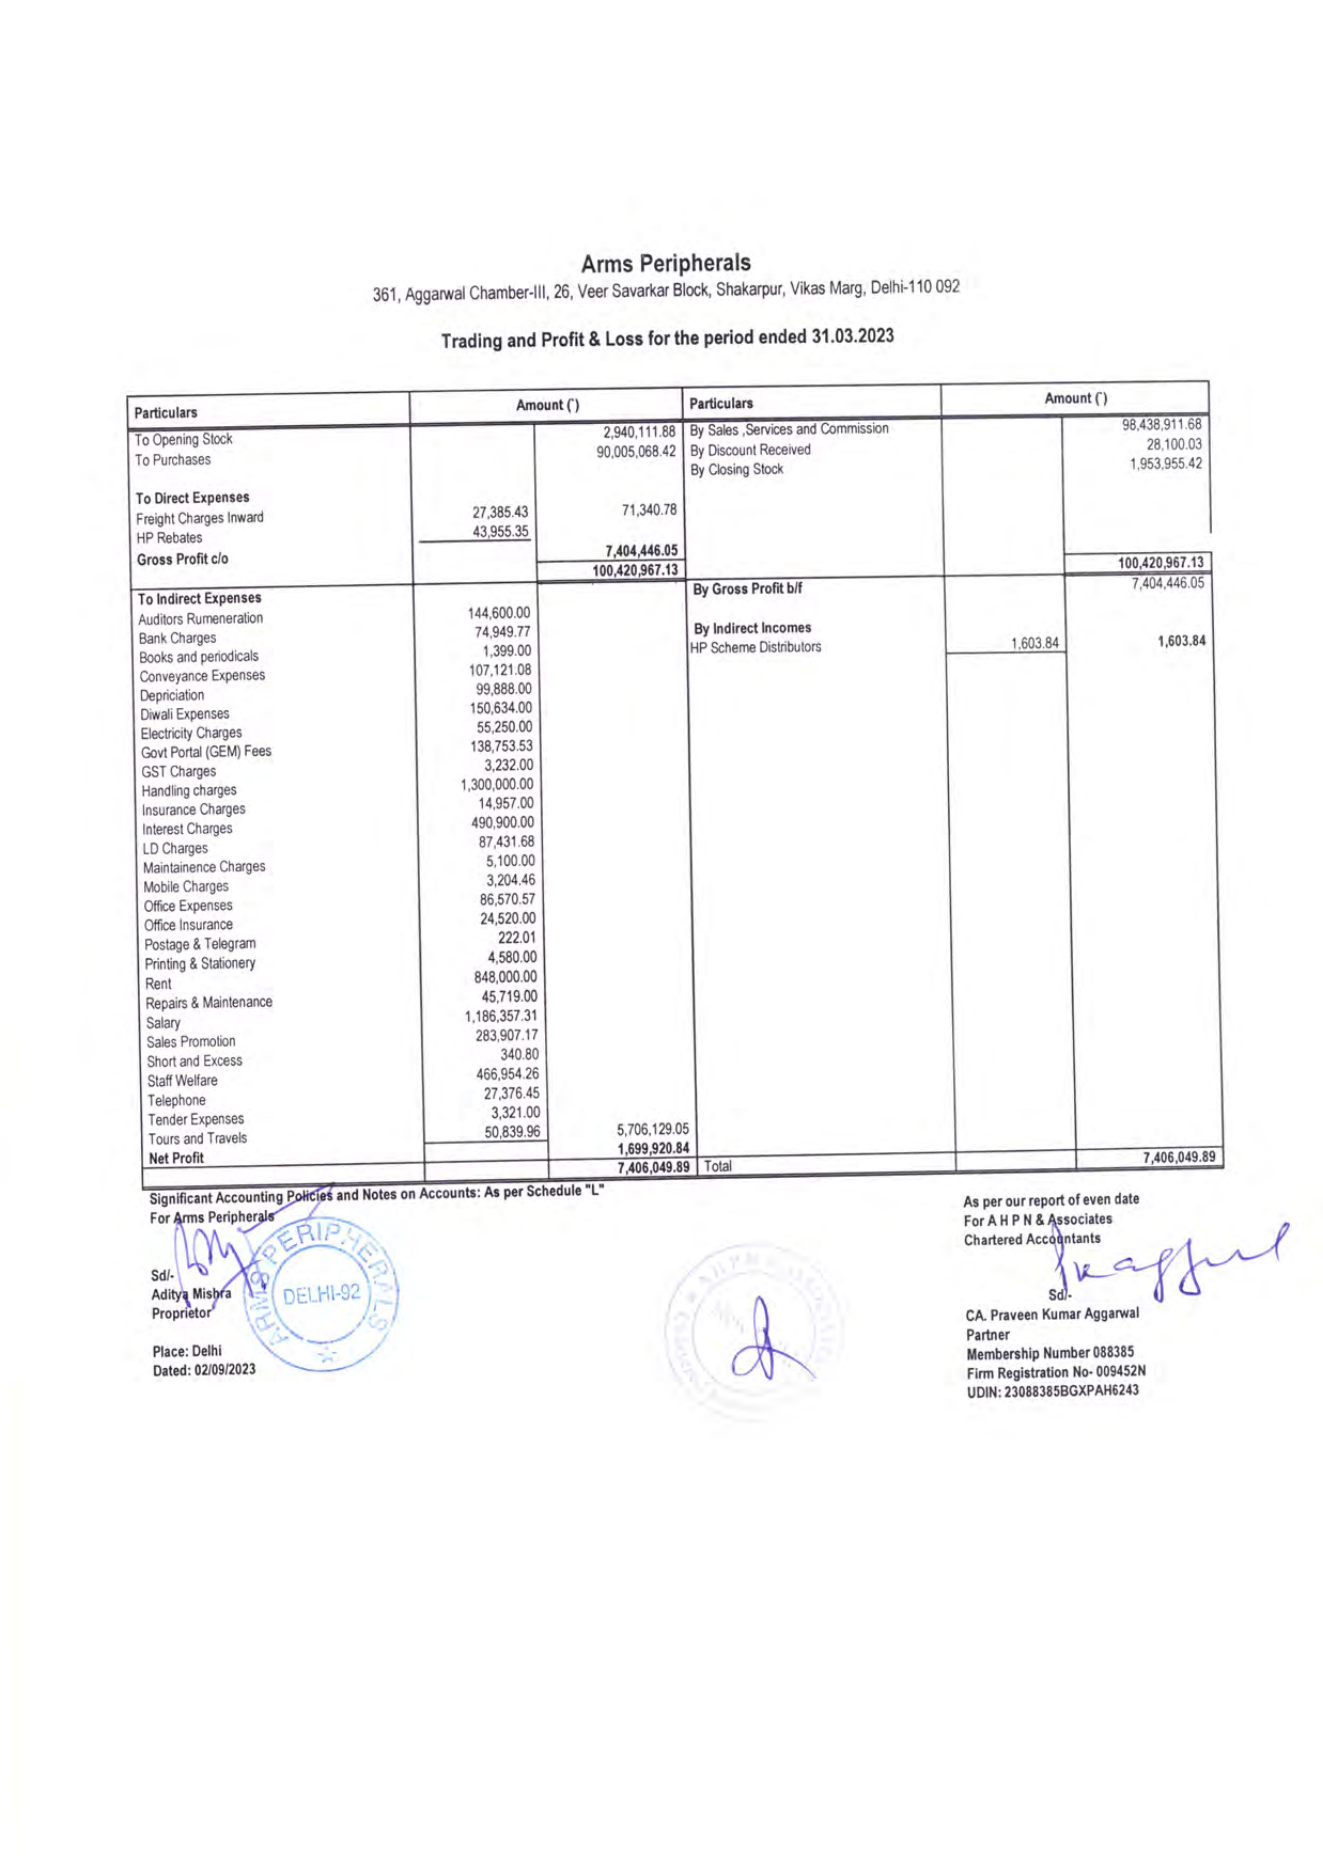 Arms Peripherals
361, Aggarwal Chamber-III, 26, Veer Savarkar Block, Shakarpur, Vikas Marg, Delhi-110 092
Trading and Profit & Loss for the period ended 31.03.2023
Particulars Amount (`) Particulars Amount (`)
To Opening Stock 2,940,111.88 By Sales ,Services and Commission 98,438,911.68
To Purchases 90,005,068.42 By Discount Received 28,100.03
By Closing Stock 1,953,955.42
To Direct Expenses
Freight Charges Inward 27,385.43 71,340.78
HP Rebates 43,955.35
Gross Profit c/o 7,404,446.05
100,420,967.13 100,420,967.13
To Indirect Expenses By Gross Profit b/f 7,404,446.05
Auditors Rumeneration 144,600.00
Bank Charges 74,949.77 By Indirect Incomes
Books and periodicals 1,399.00 HP Scheme Distributors 1,603.84 1,603.84
Conveyance Expenses 107,121.08
Depriciation 99,888.00
Diwali Expenses 150,634.00
Electricity Charges 55,250.00
Govt Portal (GEM) Fees 138,753.53
GST Charges 3,232.00
Handling charges 1,300,000.00
Insurance Charges 14,957.00
Interest Charges 490,900.00
LD Charges 87,431.68
Maintainence Charges 5,100.00
Mobile Charges 3,204.46
Office Expenses 86,570.57
Office Insurance 24,520.00
Postage & Telegram 222.01
Printing & Stationery 4,580.00
Rent 848,000.00
Repairs & Maintenance 45,719.00
Salary 1,186,357.31
Sales Promotion 283,907.17
Short and Excess 340.80
Staff Welfare 466,954.26
Telephone 27,376.45
Tender Expenses 3,321.00
Tours and Travels 50,839.96 5,706,129.05
Net Profit 1,699,920.84
7,406,049.89 Total 7,406,049.89
Significant Accounting Policies and Notes on Accounts: As per Schedule "L"
For Arms Peripherals
ARMS PERIPHERALS
DELHI-92
Sd/-
Aditya Mishra
Proprietor
Place: Delhi
Dated: 02/09/2023
As per our report of even date
For A H P N & Associates
Chartered Accountants
Sd/-
CA. Praveen Kumar Aggarwal
Partner
Membership Number 088385
Firm Registration No- 009452N
UDIN: 23088385BGXPAH6243